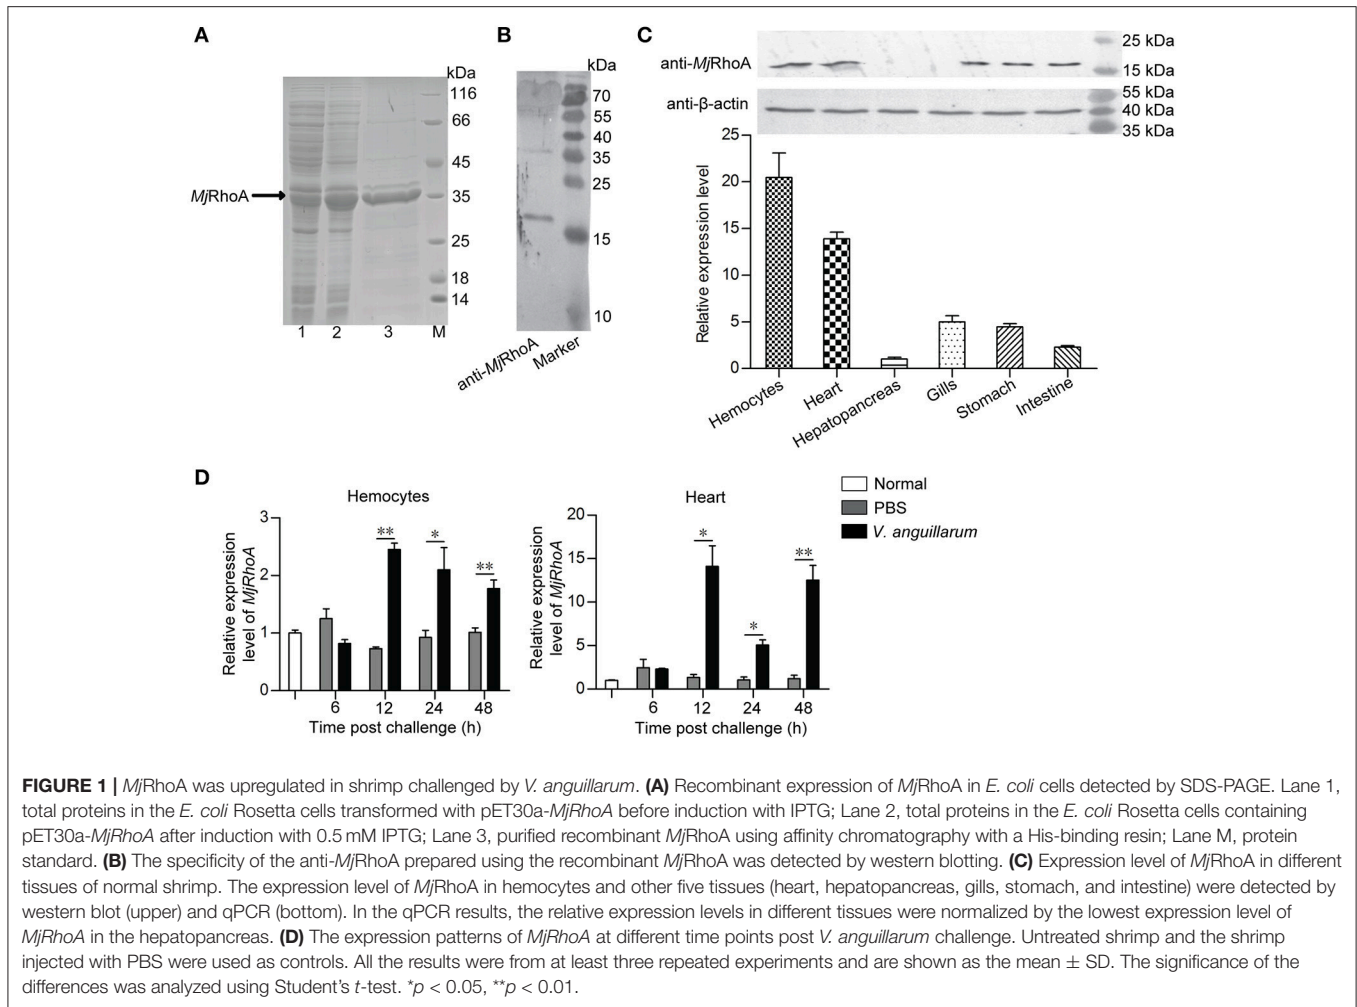 A
kDa
116
66
45
MjRhoA
35
25
18
14
1 2 3 M
B
kDa
70
55
40
35
25
15
10
anti-MjRhoA
Marker
C
anti-MjRhoA
25 kDa
15 kDa
anti-β-actin
55 kDa
40 kDa
35 kDa
Relative expression level
25
20
15
10
5
0
Hemocytes
Heart
Hepatopancreas
Gills
Stomach
Intestine
D
Hemocytes
Relative expression
level of MjRhoA
3
2
1
0
** * **
6 12 24 48
Time post challenge (h)
Heart
Relative expression
level of MjRhoA
20
15
10
5
0
* * **
6 12 24 48
Time post challenge (h)
Normal
PBS
V. anguillarum
FIGURE 1 | MjRhoA was upregulated in shrimp challenged by V. anguillarum. (A) Recombinant expression of MjRhoA in E. coli cells detected by SDS-PAGE. Lane 1,
total proteins in the E. coli Rosetta cells transformed with pET30a-MjRhoA before induction with IPTG; Lane 2, total proteins in the E. coli Rosetta cells containing
pET30a-MjRhoA after induction with 0.5 mM IPTG; Lane 3, purified recombinant MjRhoA using affinity chromatography with a His-binding resin; Lane M, protein
standard. (B) The specificity of the anti-MjRhoA prepared using the recombinant MjRhoA was detected by western blotting. (C) Expression level of MjRhoA in different
tissues of normal shrimp. The expression level of MjRhoA in hemocytes and other five tissues (heart, hepatopancreas, gills, stomach, and intestine) were detected by
western blot (upper) and qPCR (bottom). In the qPCR results, the relative expression levels in different tissues were normalized by the lowest expression level of
MjRhoA in the hepatopancreas. (D) The expression patterns of MjRhoA at different time points post V. anguillarum challenge. Untreated shrimp and the shrimp
injected with PBS were used as controls. All the results were from at least three repeated experiments and are shown as the mean ± SD. The significance of the
differences was analyzed using Student's t-test. *p < 0.05, **p < 0.01.